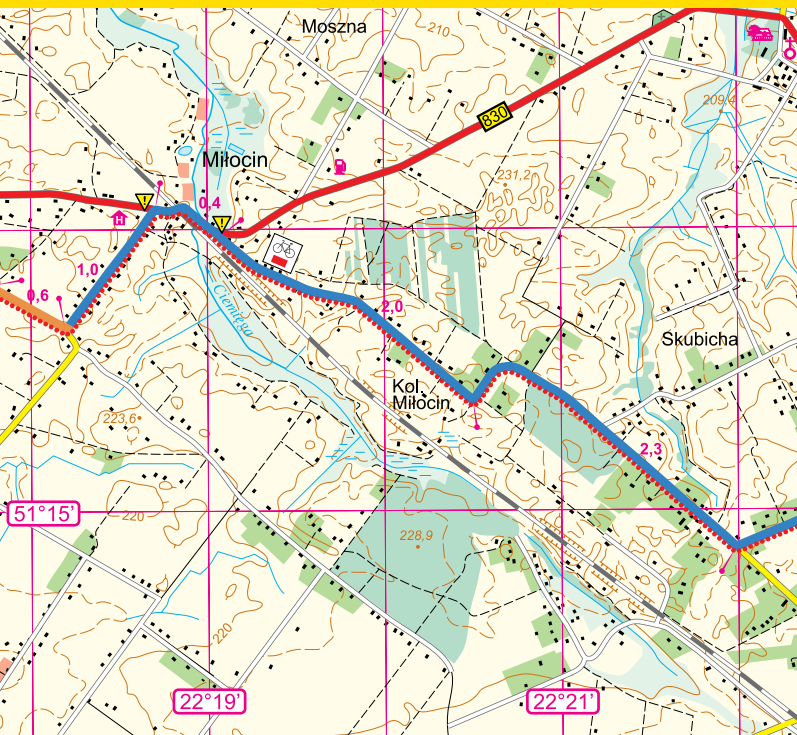 Moszna
210
830
209,4
Miłocin
231,2
0,4
1,0
0,6
Ciemięga
2,0
Skubicha
Kol.
Miłocin
223,6
2,3
51°15'
220
228,9
220
22°19'
22°21'